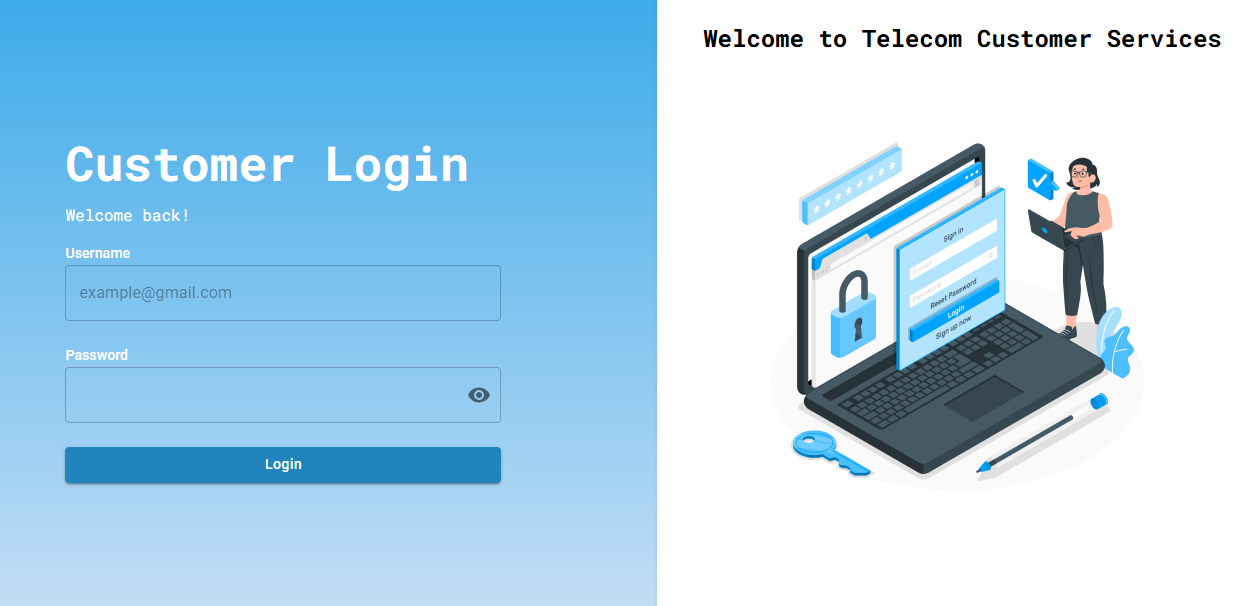 Customer Login
Welcome back!
Username
example@gmail.com
Password
Login
Welcome to Telecom Customer Services
* * * * * * * *
Sign in
E-mail
Password
Reset Password
Login
Sign up now